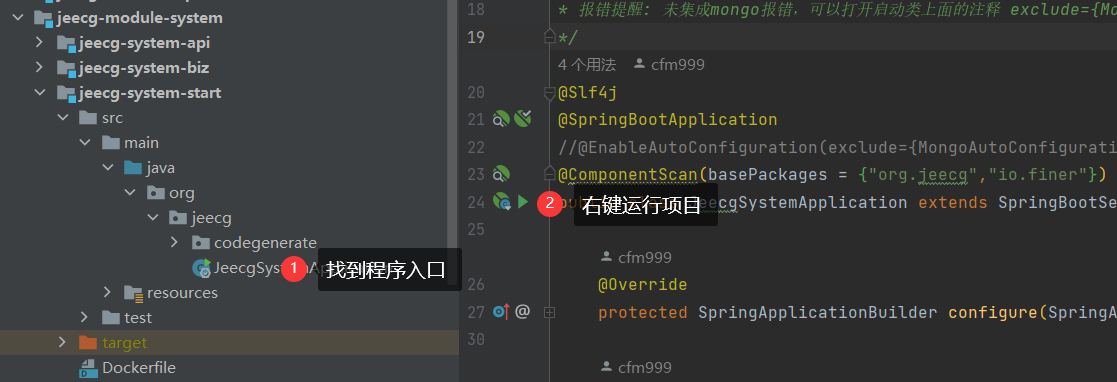 jeecg-module-system
jeecg-system-api
jeecg-system-biz
jeecg-system-start
src
main
java
org
jeecg
codegenerate
JeecgSys
1 找到程序入口
resources
test
target
Dockerfile
18 * 报错提醒: 未集成mongo报错，可以打开启动类上面的注释 exclude={Mo
19 */
4 个用法 cfm999
20 @Slf4j
21 @SpringBootApplication
22 //@EnableAutoConfiguration(exclude={MongoAutoConfigurati
23 @ComponentScan(basePackages = {"org.jeecg","io.finer"})
24 JeecgSystemApplication extends SpringBootSe
2 右键运行项目
25
cfm999
26 @Override
27 protected SpringApplicationBuilder configure(SpringA
30
cfm999